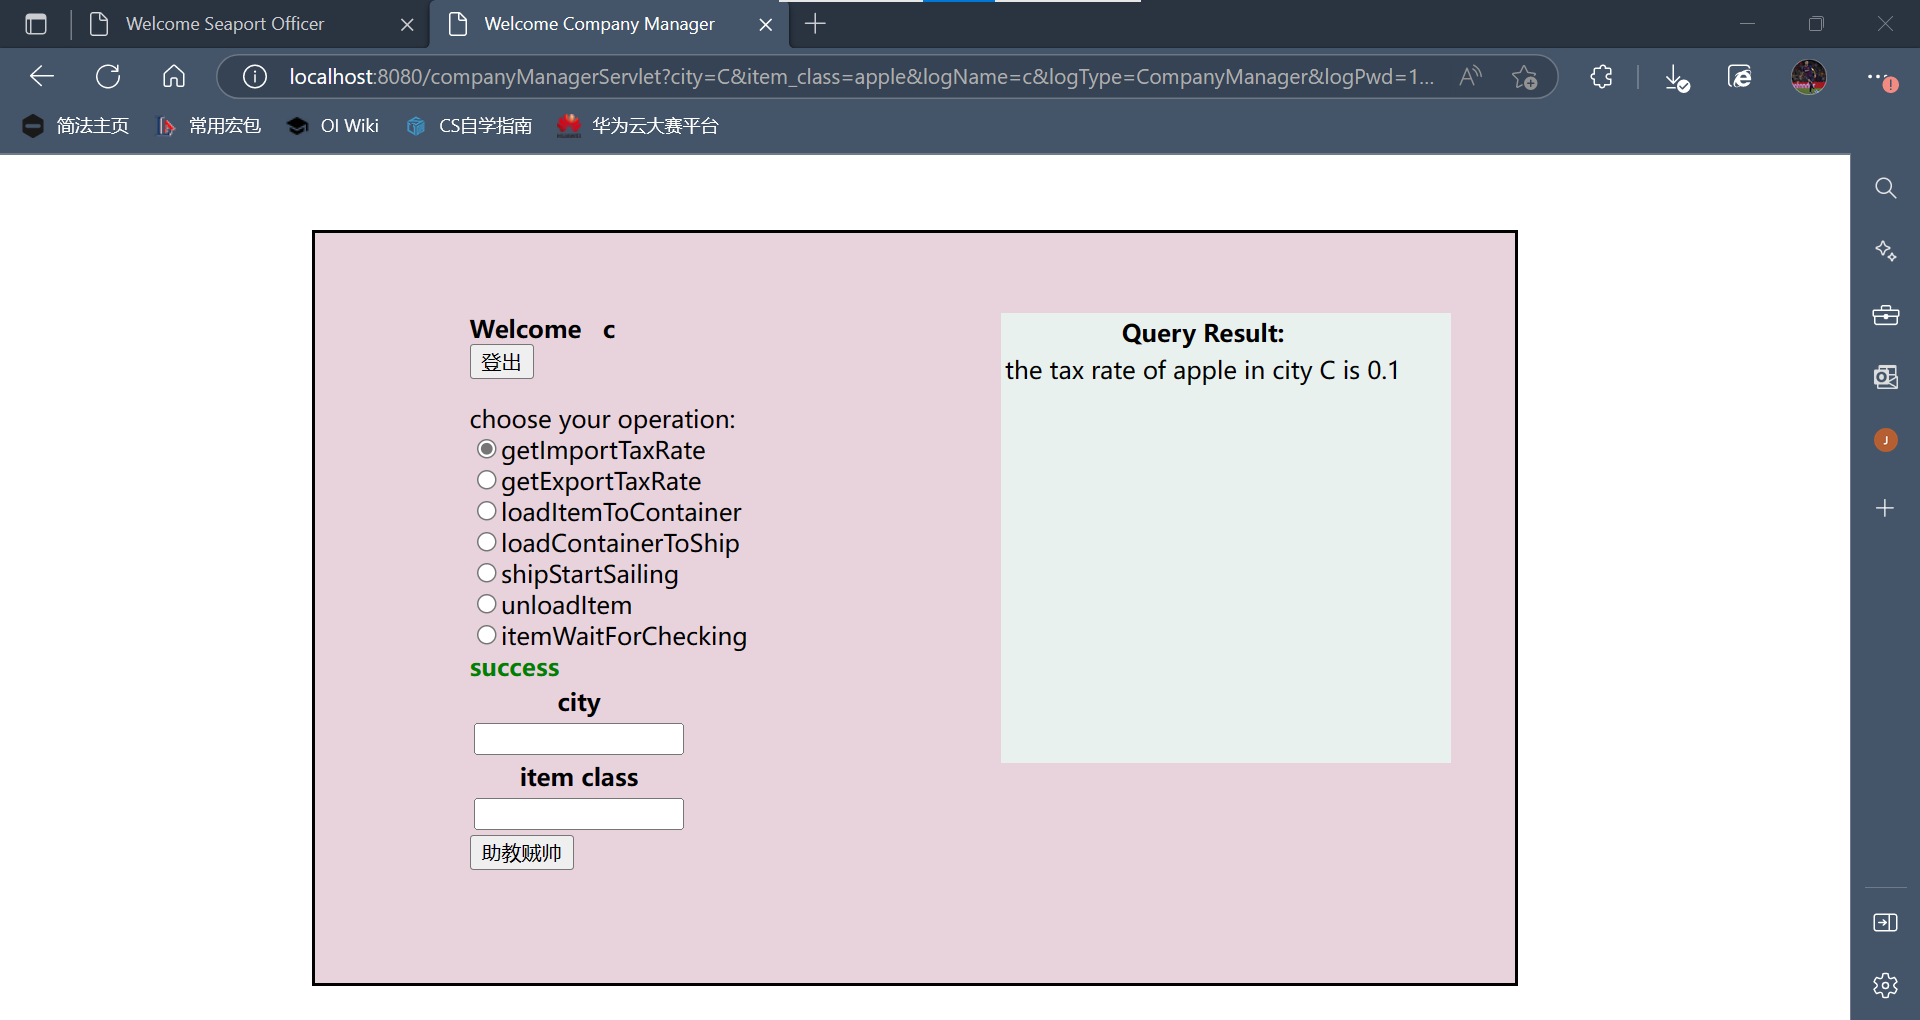 Welcome Seaport Officer
Welcome Company Manager
localhost:8080/companyManagerServlet?city=C&item_class=apple&logName=c&logType=CompanyManager&logPwd=1...
简法主页
常用宏包
OI Wiki
CS自学指南
华为云大赛平台
Welcome c
登出
choose your operation:
getImportTaxRate
getExportTaxRate
loadItemToContainer
loadContainerToShip
shipStartSailing
unloadItem
itemWaitForChecking
success
city
item class
助教贼帅
Query Result:
the tax rate of apple in city C is 0.1
J